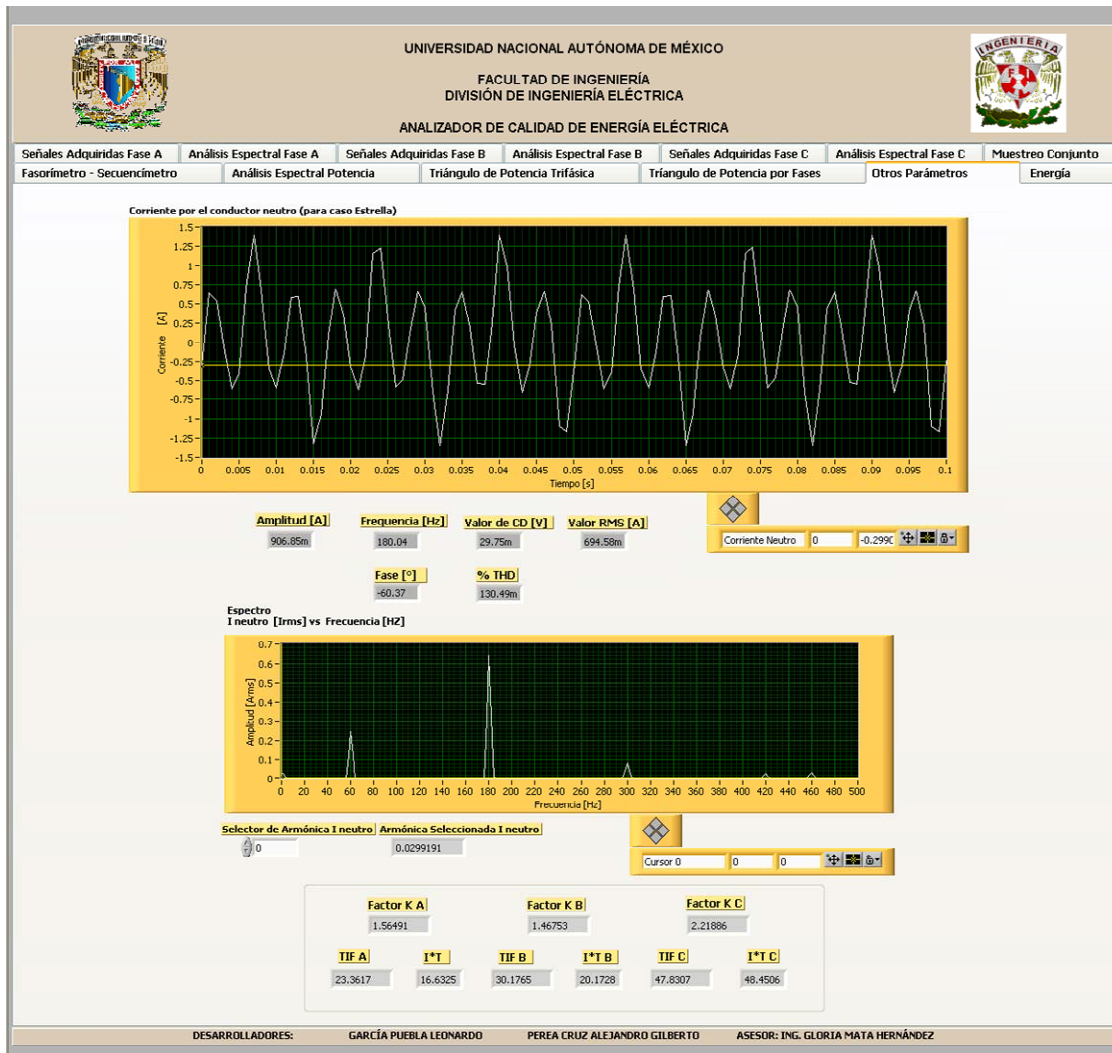 UNIVERSIDAD NACIONAL AUTÓNOMA DE MÉXICO
FACULTAD DE INGENIERÍA
DIVISIÓN DE INGENIERÍA ELÉCTRICA
ANALIZADOR DE CALIDAD DE ENERGÍA ELÉCTRICA
INGENIERIA
Señales Adquiridas Fase A Análisis Espectral Fase A Señales Adquiridas Fase B Análisis Espectral Fase B Señales Adquiridas Fase C Análisis Espectral Fase C Muestreo Conjunto
Fasorímetro - Secuencímetro Análisis Espectral Potencia Triángulo de Potencia Trifásica Tríangulo de Potencia por Fases Otros Parámetros Energía
Corriente por el conductor neutro (para caso Estrella)
Corriente [A]
1.5
1.25
1
0.75
0.5
0.25
0
-0.25
-0.5
-0.75
-1
-1.25
-1.5
0 0.005 0.01 0.015 0.02 0.025 0.03 0.035 0.04 0.045 0.05 0.055 0.06 0.065 0.07 0.075 0.08 0.085 0.09 0.095 0.1
Tiempo [s]
Amplitud [A] Frequencia [Hz] Valor de CD [V] Valor RMS [A]
906.85m 180.04 29.75m 694.58m
Corriente Neutro 0 -0.2990
Fase [°] % THD
-60.37 130.49m
Espectro
I neutro [Irms] vs Frecuencia [HZ]
Amplitud [Arms]
0.7
0.6
0.5
0.4
0.3
0.2
0.1
0
0 20 40 60 80 100 120 140 160 180 200 220 240 260 280 300 320 340 360 380 400 420 440 460 480 500
Frecuencia [Hz]
Selector de Armónica I neutro Armónica Seleccionada I neutro
0 0.0299191
Cursor 0 0 0
Factor K A Factor K B Factor K C
1.56491 1.46753 2.21886
TIF A I*T TIF B I*T B TIF C I*T C
23.3617 16.6325 30.1765 20.1728 47.8307 48.4506
DESARROLLADORES: GARCÍA PUEBLA LEONARDO PEREA CRUZ ALEJANDRO GILBERTO ASESOR: ING. GLORIA MATA HERNÁNDEZ